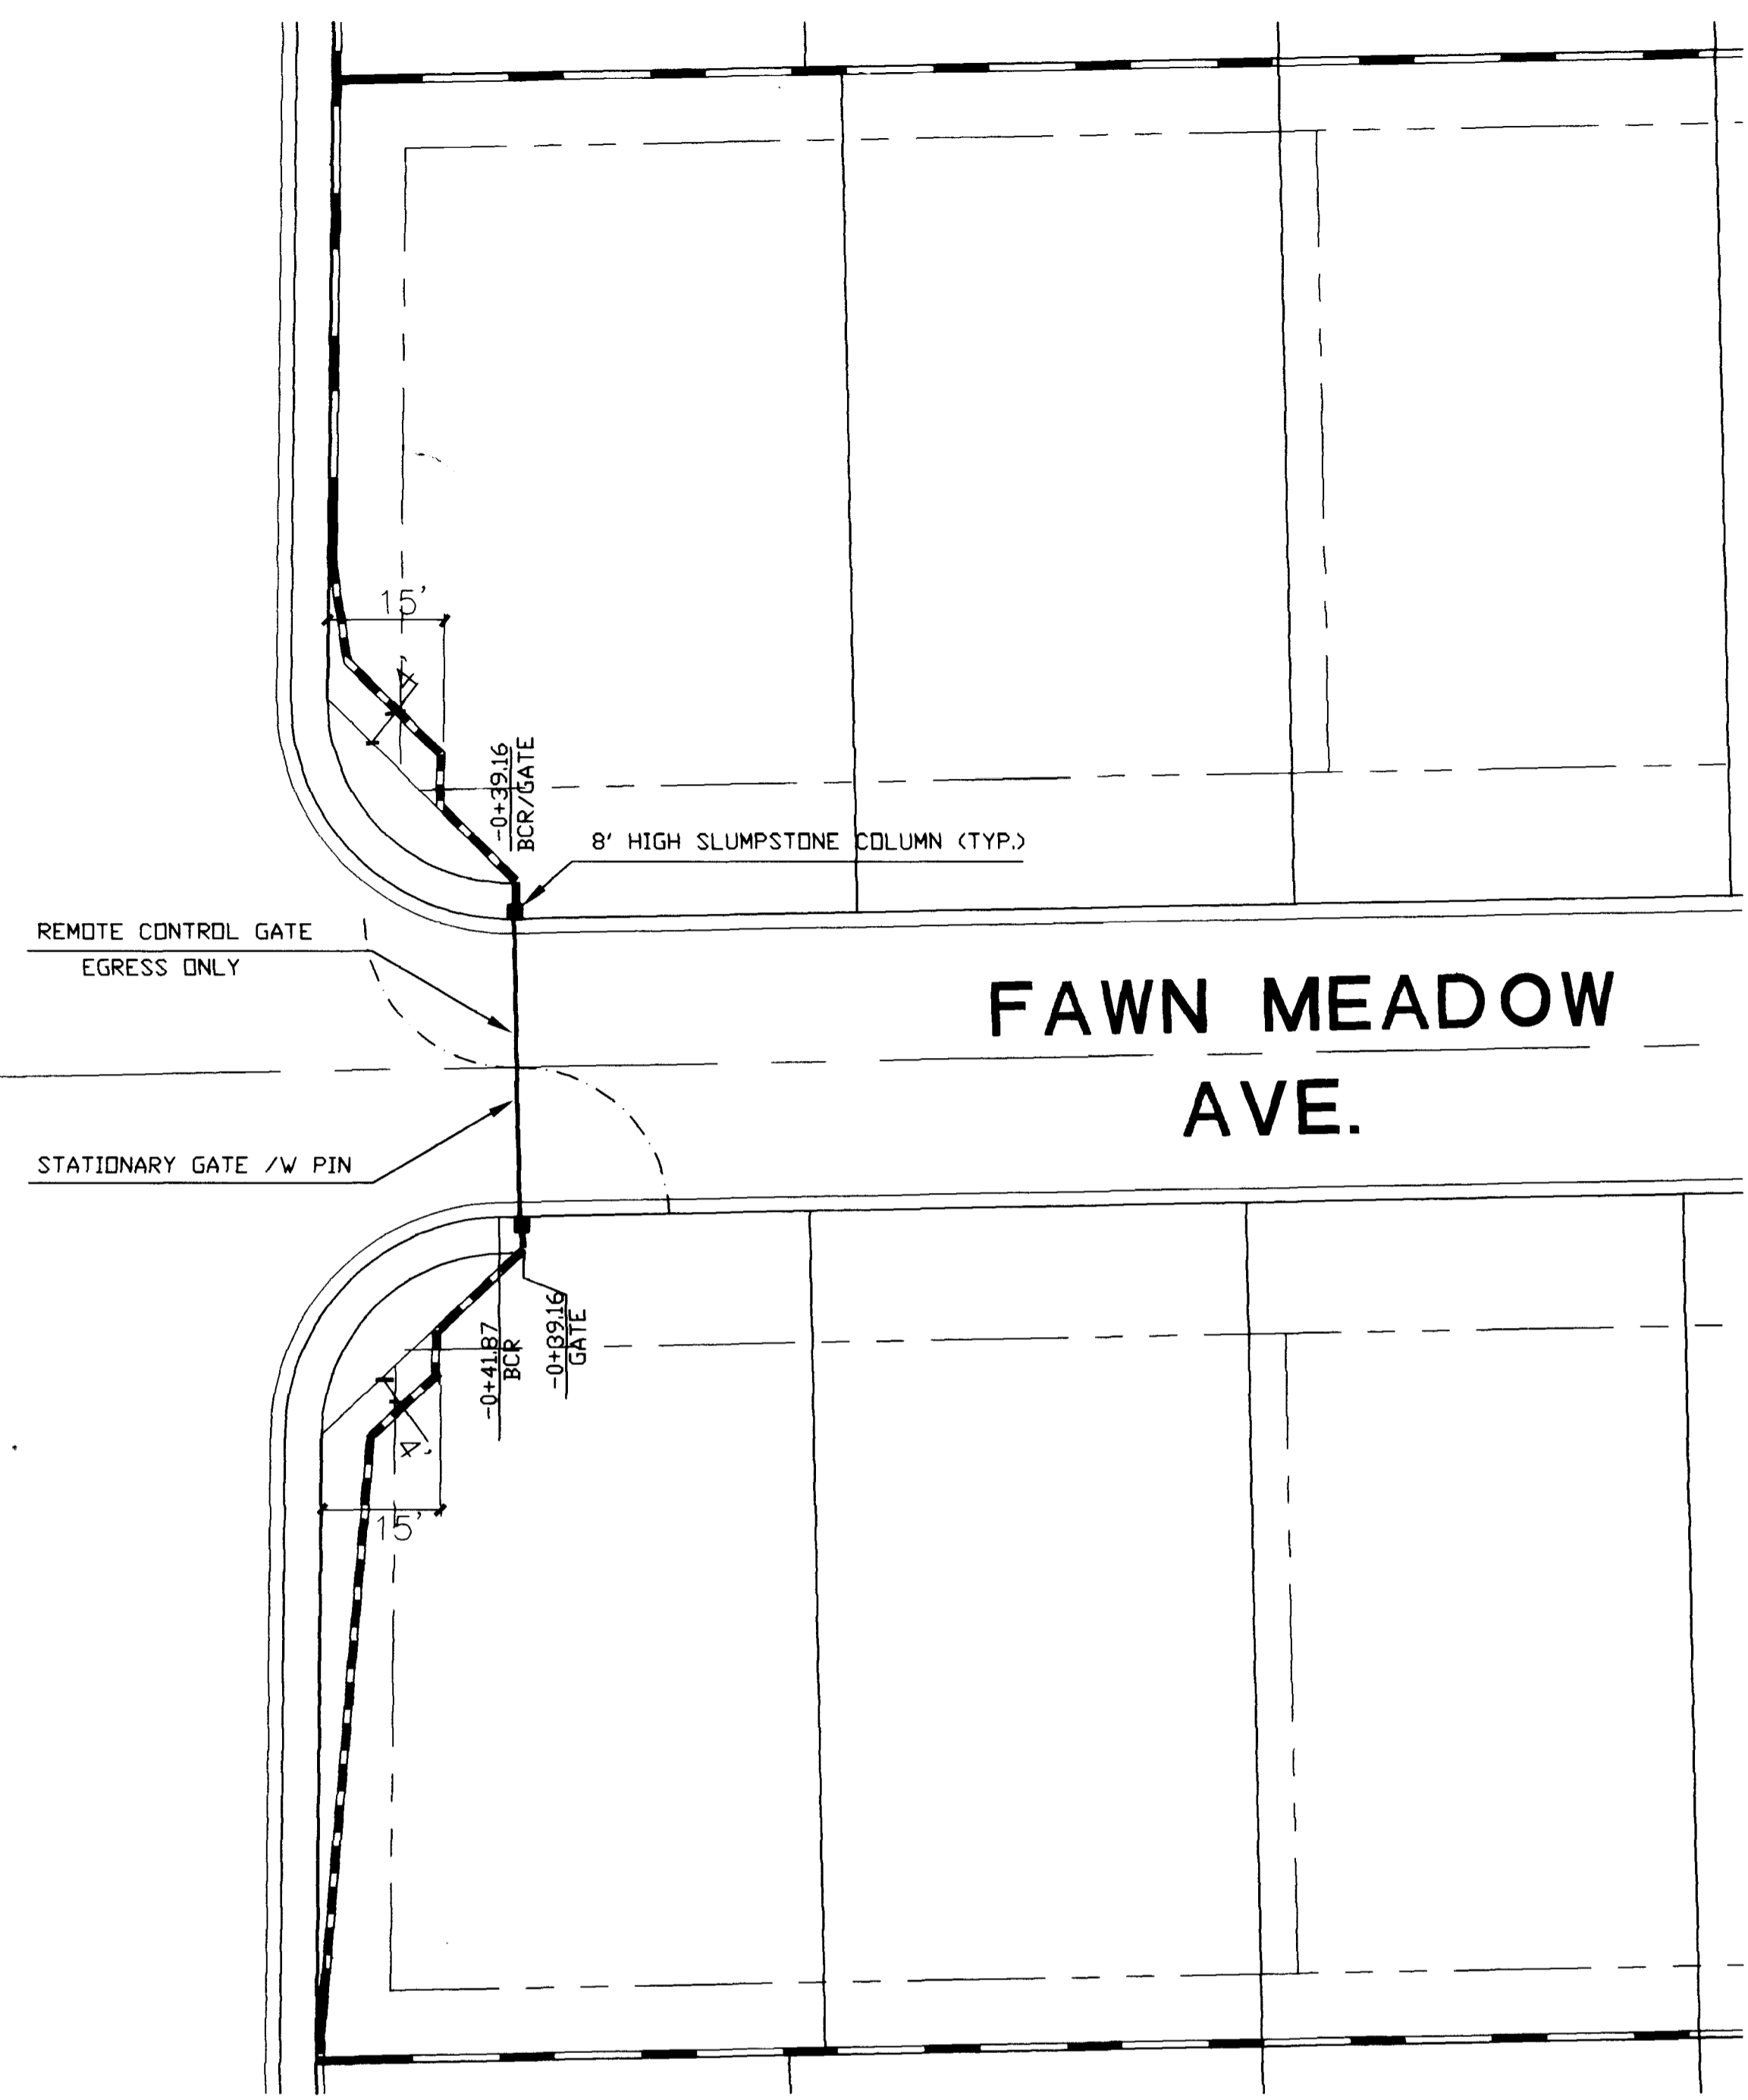 15'
4'
-0+39.16
BCR/GATE
8' HIGH SLUMPSTONE COLUMN (TYP.)
REMOTE CONTROL GATE
EGRESS ONLY
FAWN MEADOW
AVE.
STATIONARY GATE /W PIN
-0+41.87
BCR
-0+39.16
GATE
4'
15'